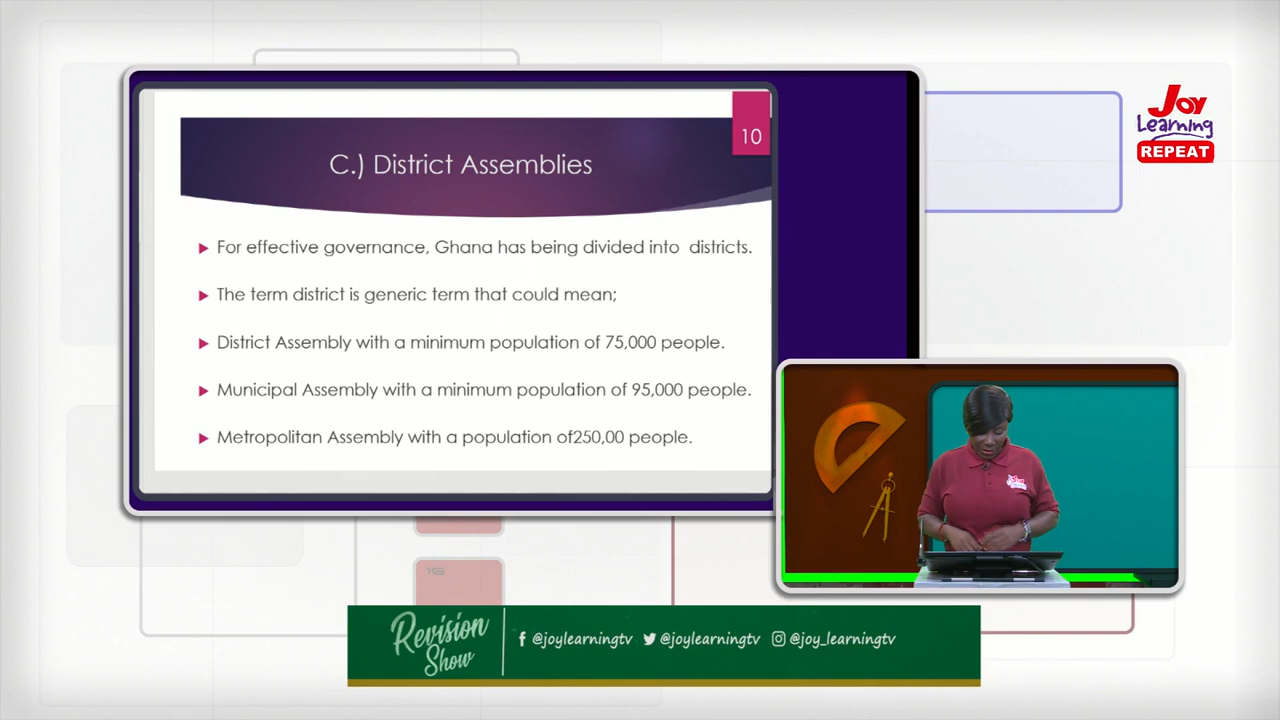 10
C.) District Assemblies
For effective governance, Ghana has being divided into districts.
The term district is generic term that could mean;
District Assembly with a minimum population of 75,000 people.
Municipal Assembly with a minimum population of 95,000 people.
Metropolitan Assembly with a population of250,00 people.
Joy
Learning
REPEAT
Revision
Show
@joylearningtv @joylearningtv @joy_learningtv